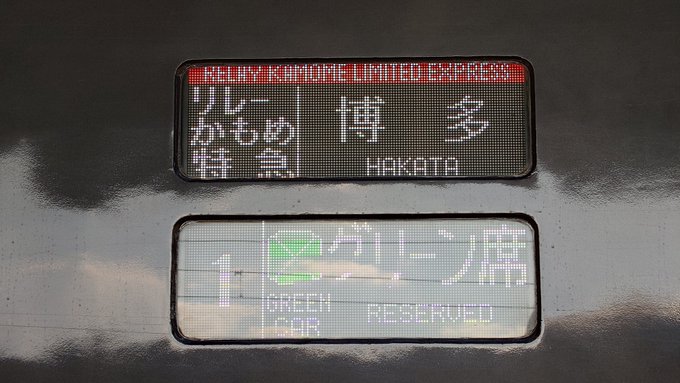 RELAY KAMOME LIMITED EXPRESS
リレー
かもめ
特急
博多
HAKATA
1
グリーン席
GREEN
CAR
RESERVED